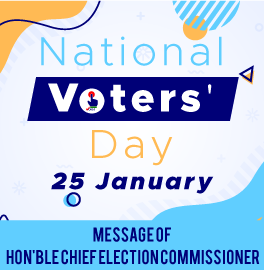 National
Voters'
Day
25 January
MESSAGE OF
HON'BLE CHIEF ELECTION COMMISSIONER